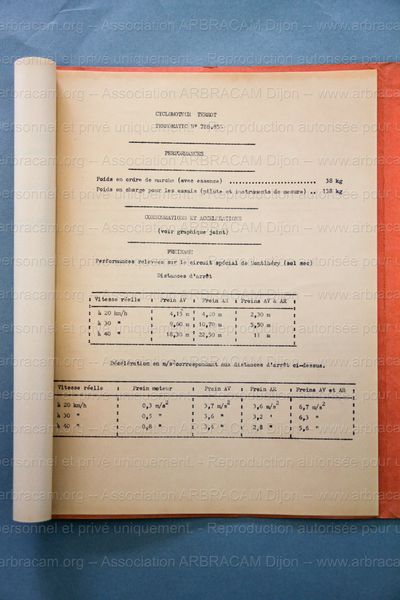 CYCLOMOTEUR TERROT
PERFORMANCES
Poids en ordre de marche (avec essence) .......................... 38 kg
Poids en charge pour les essais (pilote et instruments de mesure) .. 138 kg
CONSOMMATIONS ET ACCELERATIONS
(voir graphique joint)
FREINAGE
Performances relevées sur le circuit spécial de Montlhéry (sol sec)
Distances d'arrêt
Vitesse réelle : Frein AV : Frein AR : Freins AV & AR
à 20 km/h : 4,15 m : 4,20 m : 2,30 m
à 30 " : 9,60 m : 10,70 m : 5,50 m
à 40 " : 18,30 m : 22,50 m : 11 m
Décélération en m/s² correspondant aux distances d'arrêt ci-dessus.
Vitesse réelle : Frein moteur : Frein AV : Frein AR : Freins AV et AR
à 20 km/h : 0,3 m/s² : 3,7 m/s² : 3,6 m/s² : 6,7 m/s²
à 30 " : 0,5 " : 3,6 " : 3,2 " : 6,3 "
à 40 " : 0,8 " : 3,6 " : 2,8 " : 5,6 "
www.arbracam.org -- Association ARBRACAM Dijon -- www.arbracam.org
personnel et privé uniquement. - Reproduction autorisée pour u